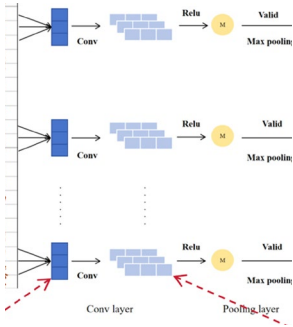 Relu Valid
M
Conv Max pooling
Relu Valid
M
Conv Max pooling
Relu Valid
M
Conv Max pooling
Conv layer Pooling layer